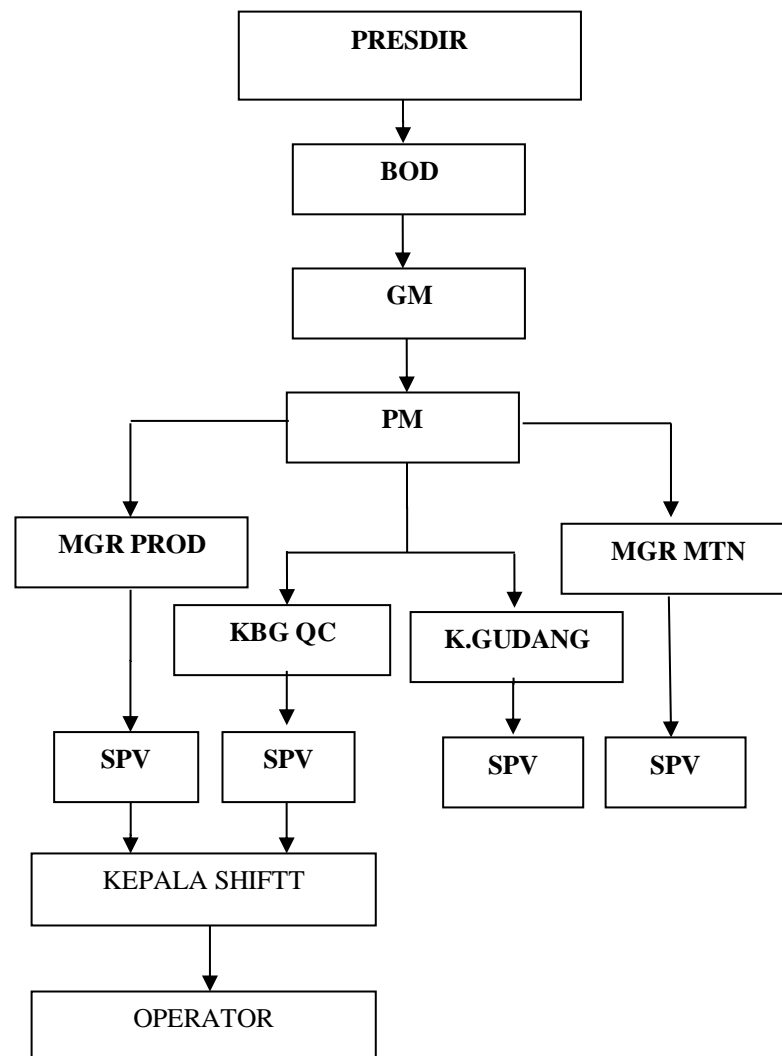 PRESDIR
BOD
GM
PM
MGR PROD
MGR MTN
KBG QC
K.GUDANG
SPV
SPV
SPV
SPV
KEPALA SHIFTT
OPERATOR